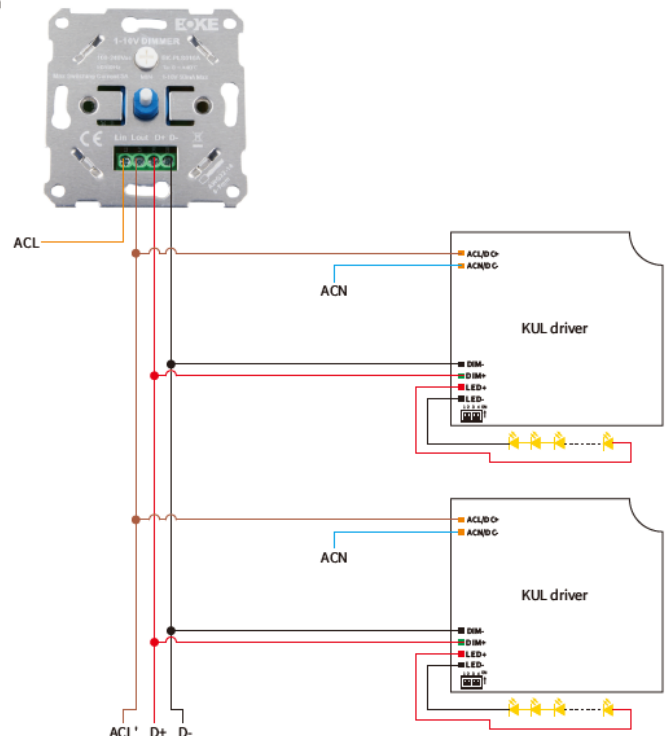 EOKE
1-10V DIMMER
CE Lin Lout D+ D-
ACL
ACL/DC+
ACN/DC-
ACN
KUL driver
DIM-
DIM+
LED+
LED-
ACL/DC+
ACN/DC-
ACN
KUL driver
DIM-
DIM+
LED+
LED-
ACL' D+ D-